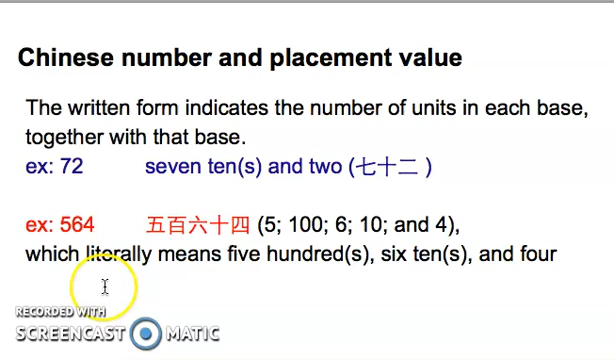 Chinese number and placement value
The written form indicates the number of units in each base,
together with that base.
ex: 72 seven ten(s) and two (七十二 )
ex: 564 五百六十四 (5; 100; 6; 10; and 4),
which literally means five hundred(s), six ten(s), and four
RECORDED WITH
SCREENCAST MATIC